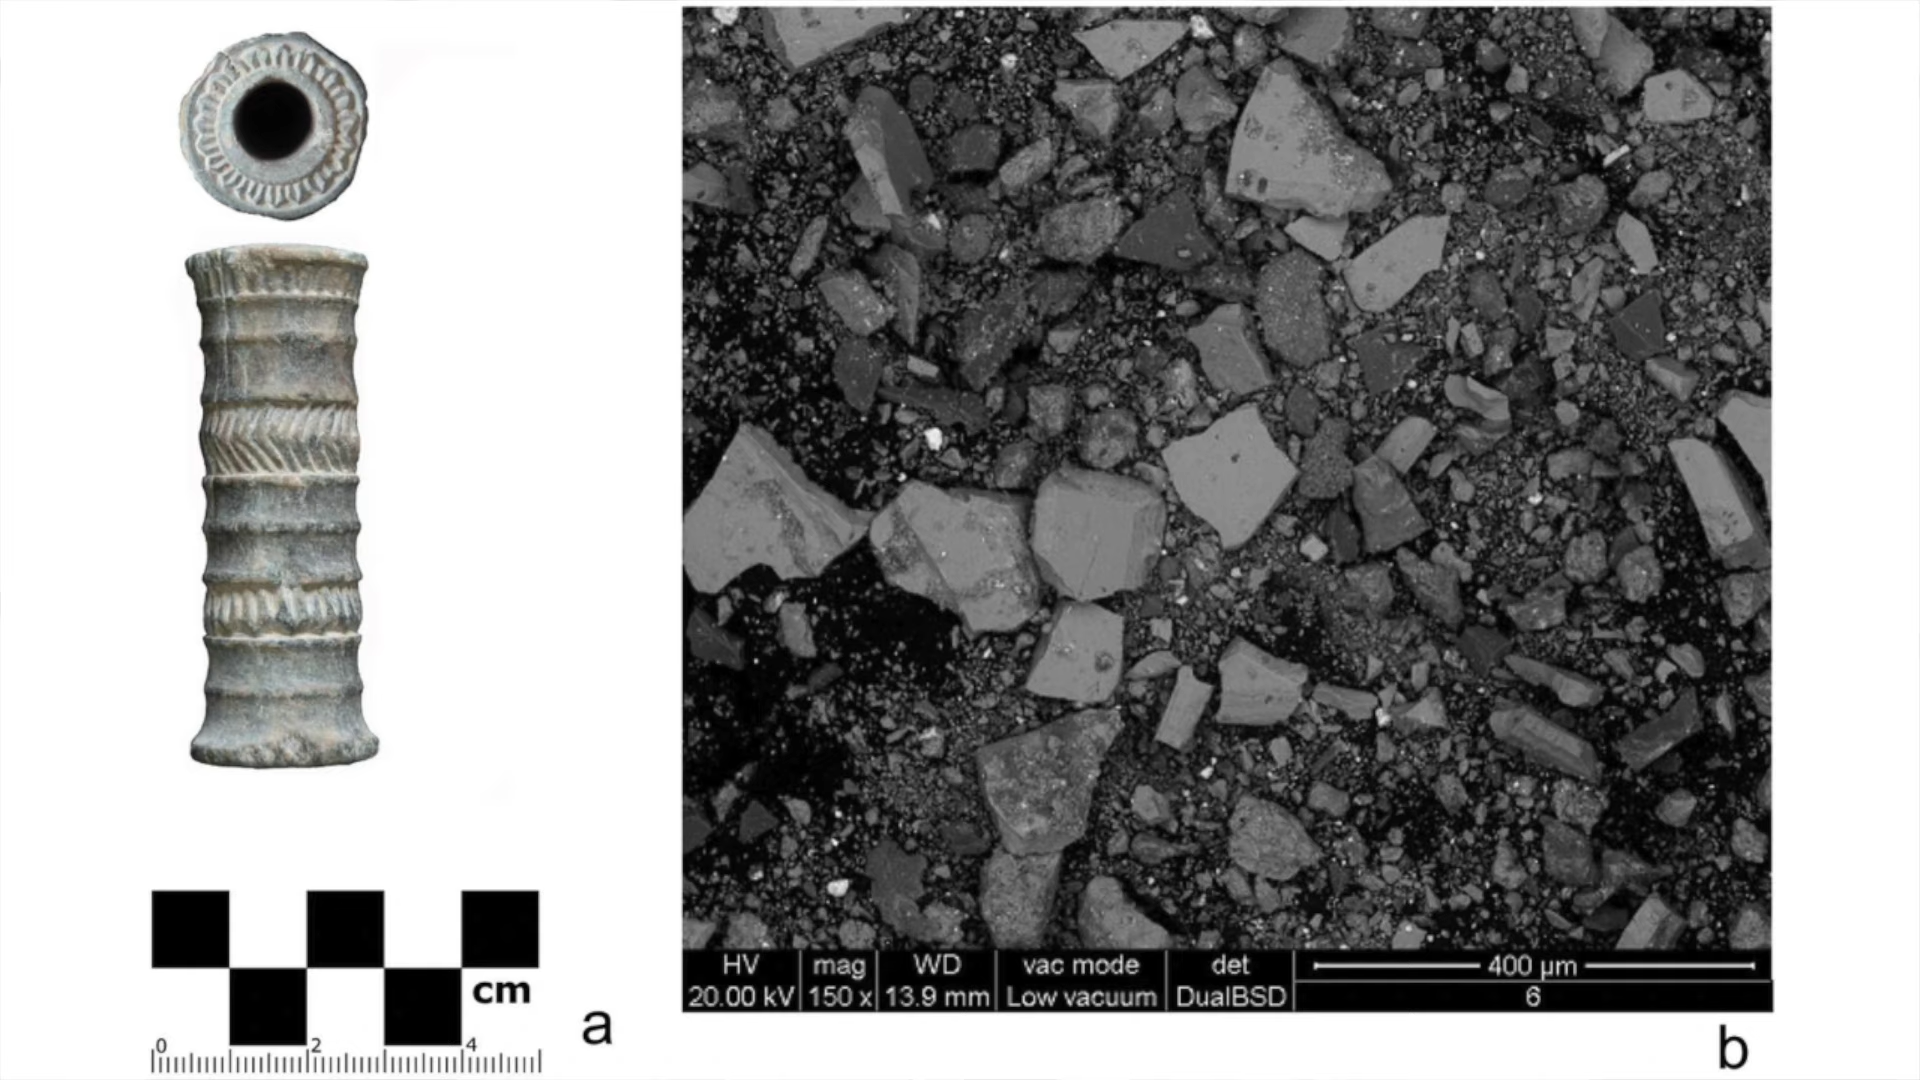 cm
0 2 4
a
HV mag WD vac mode det 400 µm
20.00 kV 150 x 13.9 mm Low vacuum DualBSD 6
b